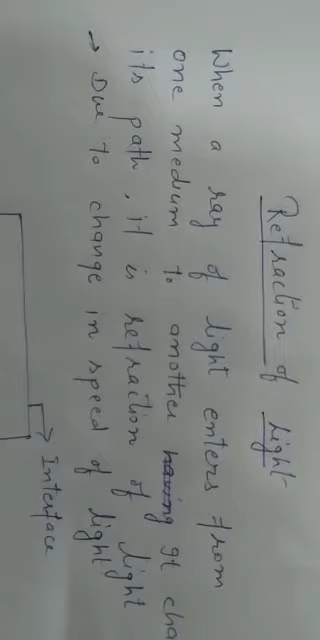 Refraction of light
When a ray of light enters from
one medium to another having it
its path, it is refraction of light
→ Due to change in speed of light
Interface